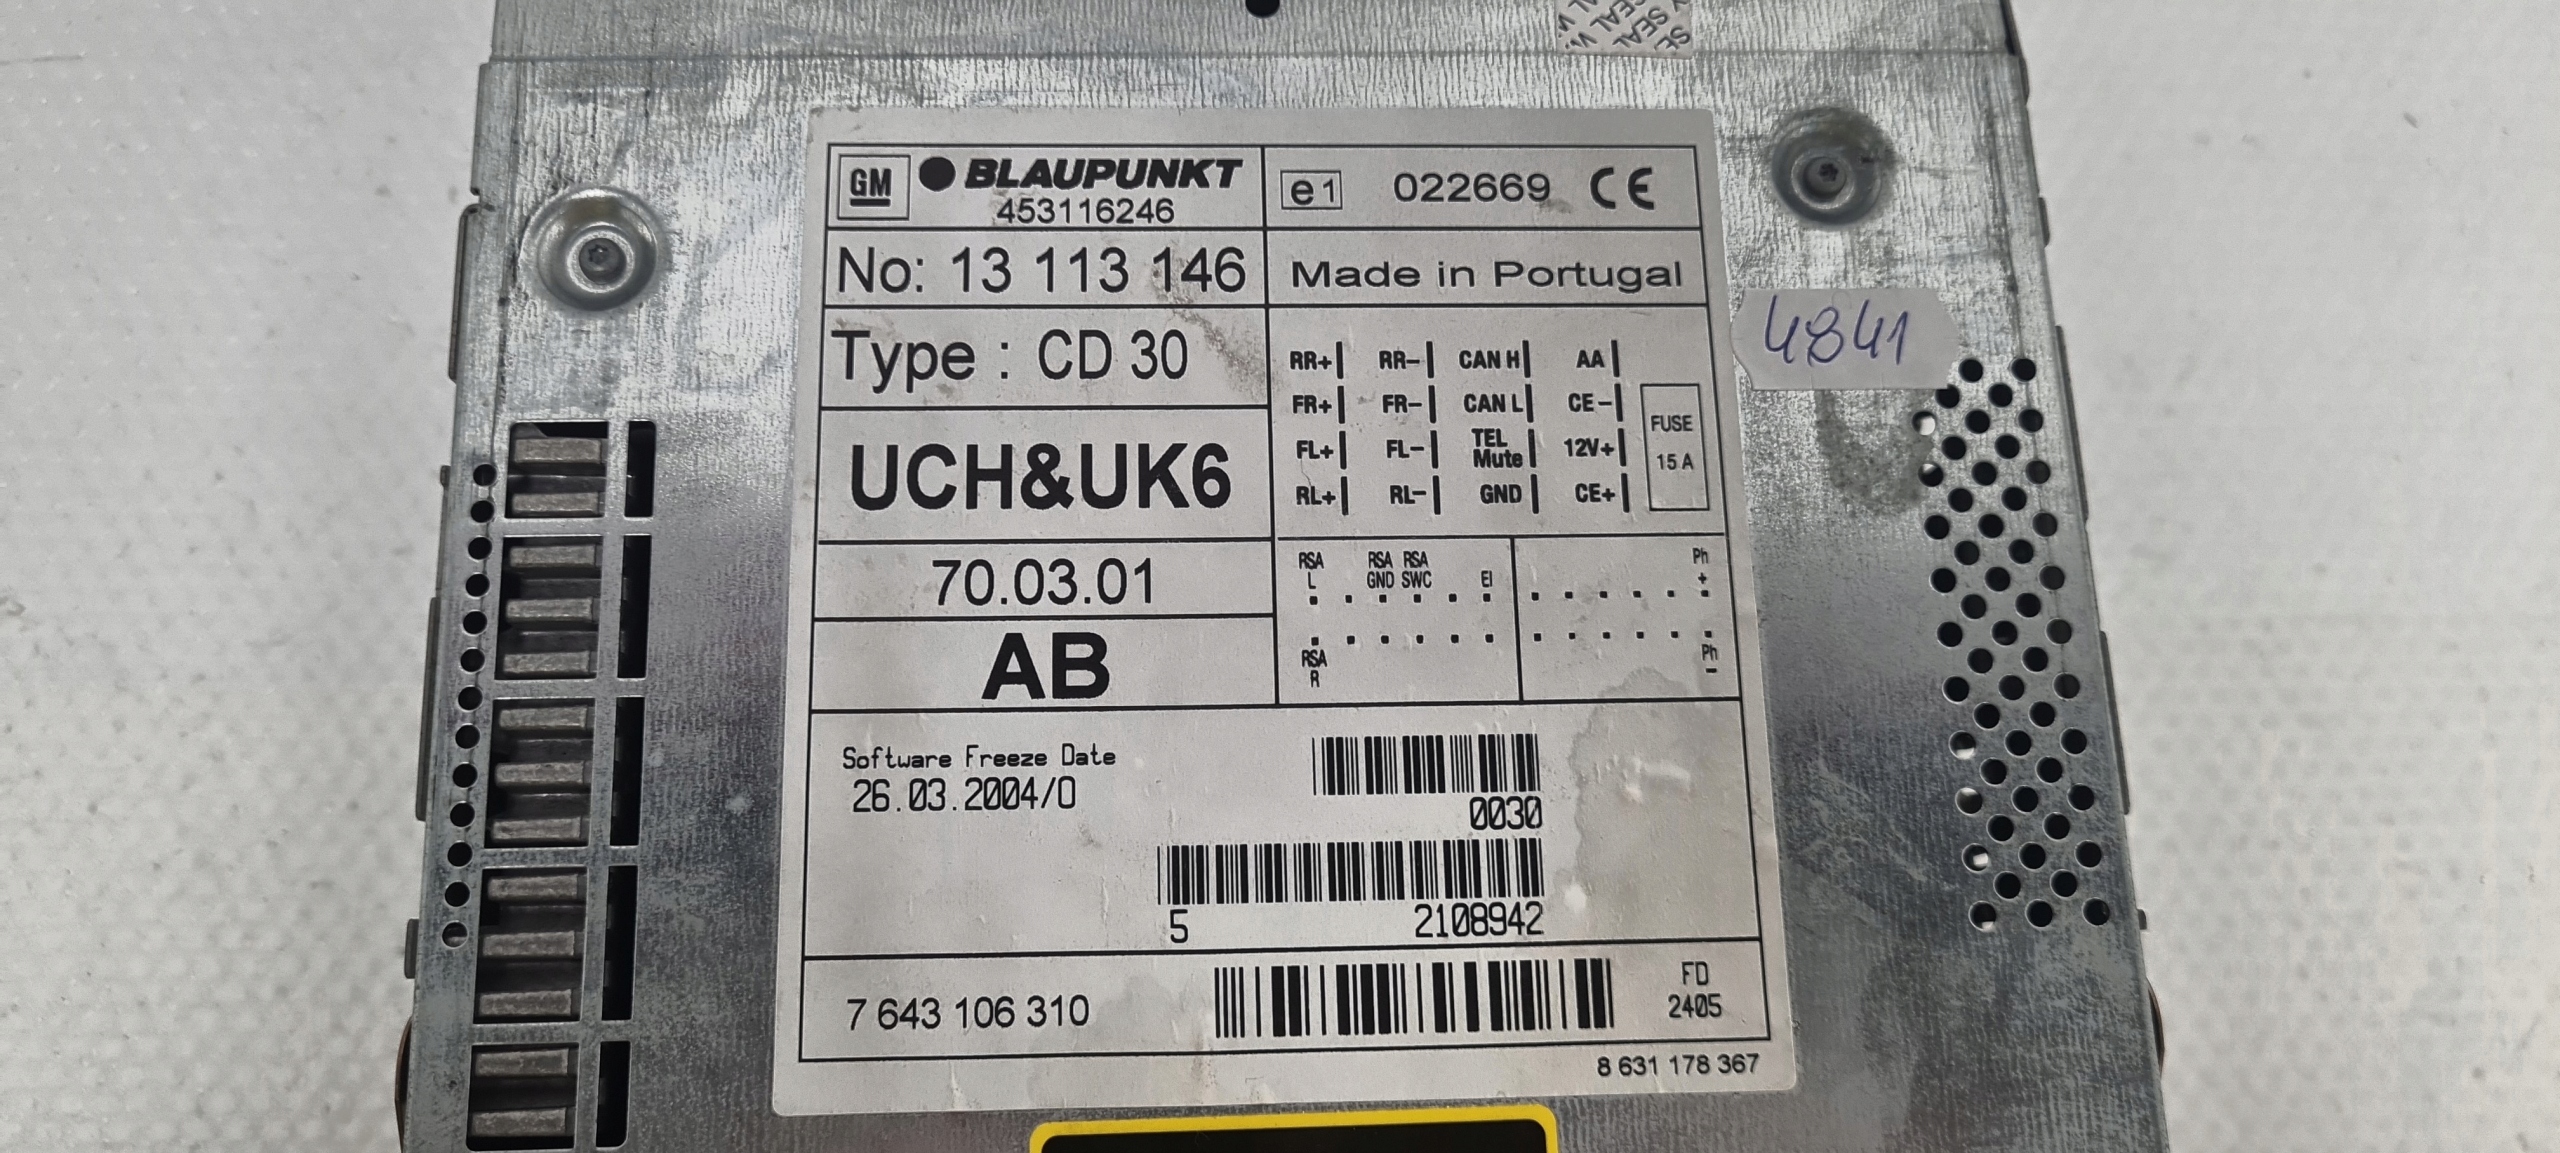 SEAL
GM BLAUPUNKT
453116246
e1 022669 CE
No: 13 113 146
Made in Portugal
Type : CD 30
UCH&UK6
70.03.01
AB
RR+ RR- CAN H AA
FR+ FR- CAN L CE-
FL+ FL- TEL Mute 12V+
RL+ RL- GND CE+
FUSE
15 A
RSA L RSA GND RSA SWC EI Ph +
RSA R Ph -
4841
Software Freeze Date
26.03.2004/0
0030
5 2108942
7 643 106 310
FD
2405
8 631 178 367